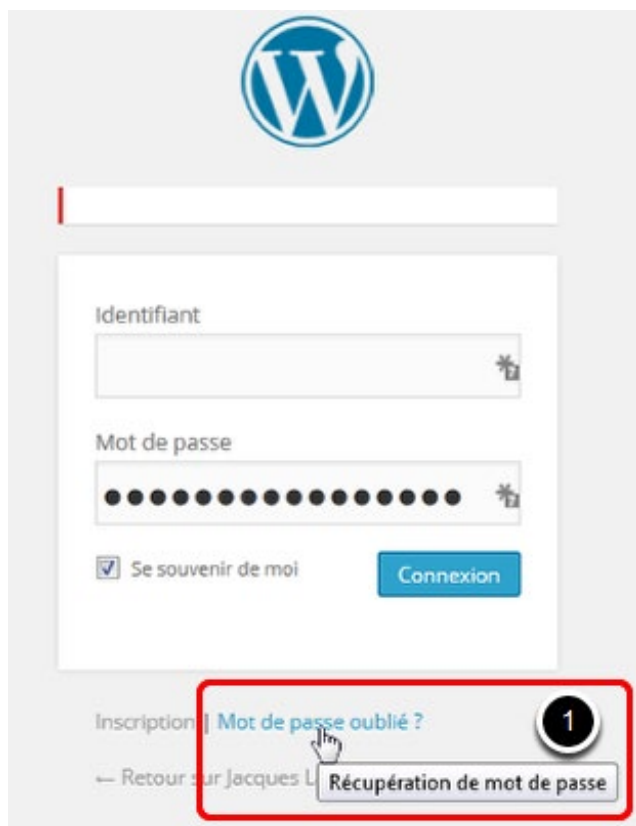 Identifiant
Mot de passe
Se souvenir de moi
Connexion
Inscription | Mot de passe oublié ?
1
← Retour sur Jacques
Récupération de mot de passe